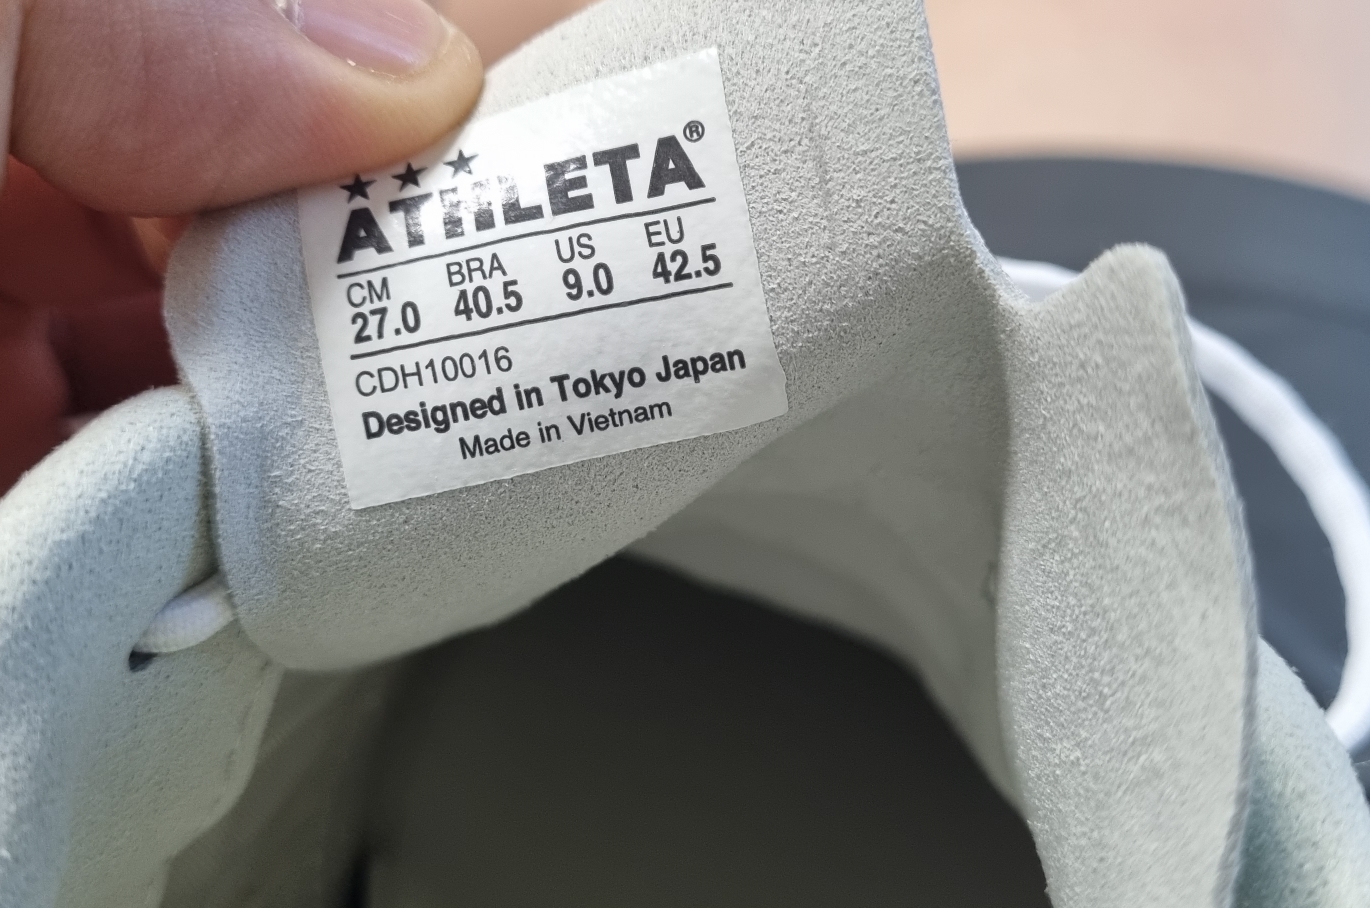 ATHLETA®
CM BRA US EU
27.0 40.5 9.0 42.5
CDH10016
Designed in Tokyo Japan
Made in Vietnam